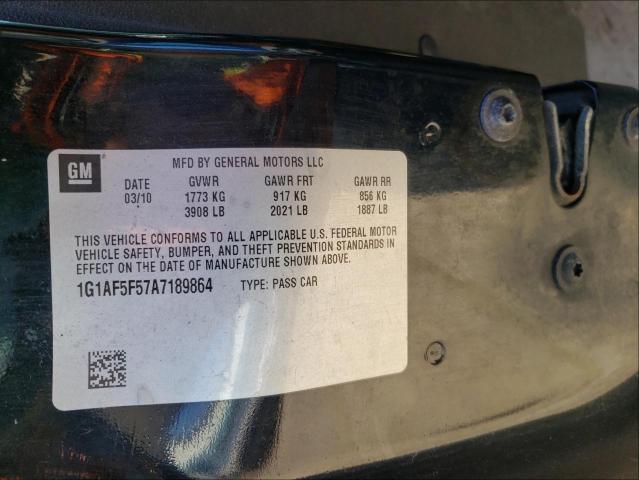 GM
MFD BY GENERAL MOTORS LLC
DATE GVWR GAWR FRT GAWR RR
03/10 1773 KG 917 KG 856 KG
3908 LB 2021 LB 1887 LB
THIS VEHICLE CONFORMS TO ALL APPLICABLE U.S. FEDERAL MOTOR
VEHICLE SAFETY, BUMPER, AND THEFT PREVENTION STANDARDS IN
EFFECT ON THE DATE OF MANUFACTURE SHOWN ABOVE.
1G1AF5F57A7189864 TYPE: PASS CAR